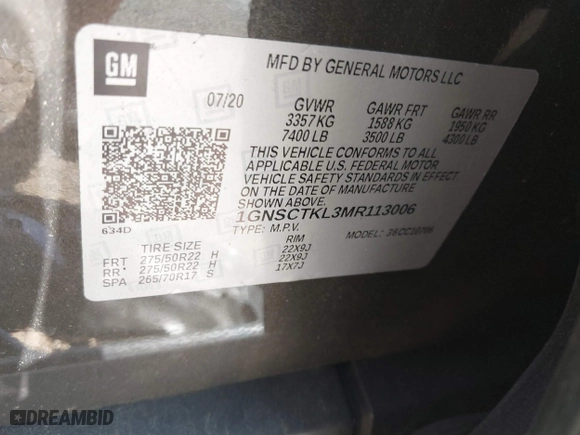 GM
MFD BY GENERAL MOTORS LLC
07/20 GVWR GAWR FRT GAWR RR
3357 KG 1588 KG 1950 KG
7400 LB 3500 LB 4300 LB
THIS VEHICLE CONFORMS TO ALL
APPLICABLE U.S. FEDERAL MOTOR
VEHICLE SAFETY STANDARDS IN
EFFECT ON THE DATE OF MANUFACTURE
SHOWN ABOVE.
1GNSCTKL3MR113006
634D
TYPE: M.P.V. MODEL:
TIRE SIZE RIM
FRT 275/50R22 H 22X9J
RR 275/50R22 H 22X9J
SPA 265/70R17 S 17X7J
DREAMBID